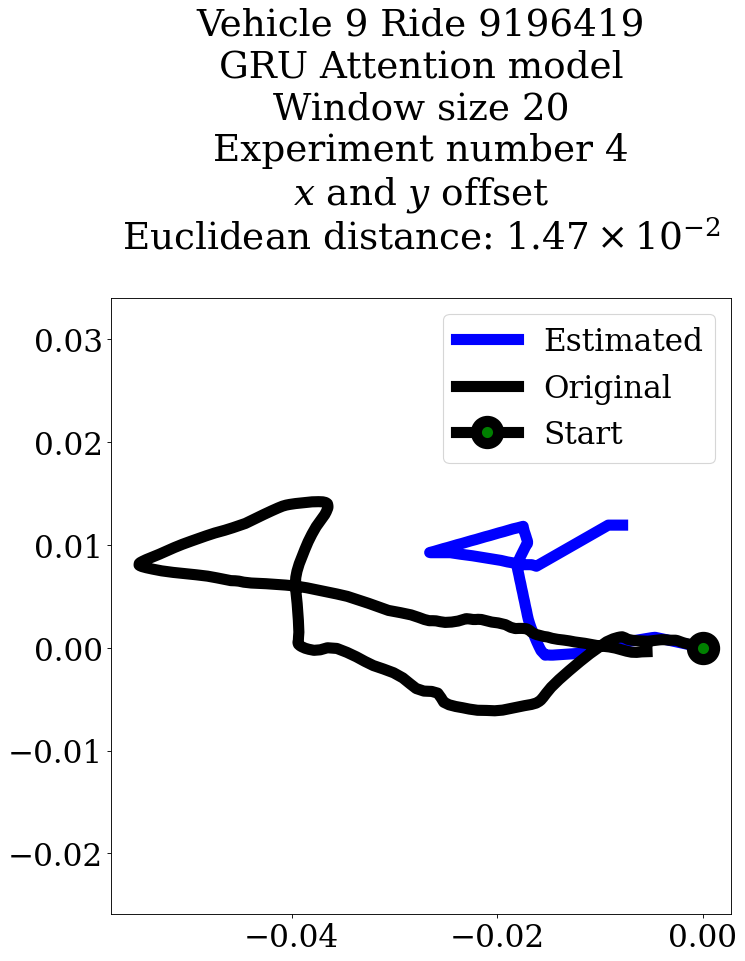 Vehicle 9 Ride 9196419
GRU Attention model
Window size 20
Experiment number 4
x and y offset
Euclidean distance: 1.47 × 10⁻²
Estimated
Original
Start
0.03
0.02
0.01
0.00
−0.01
−0.02
−0.04
−0.02
0.00